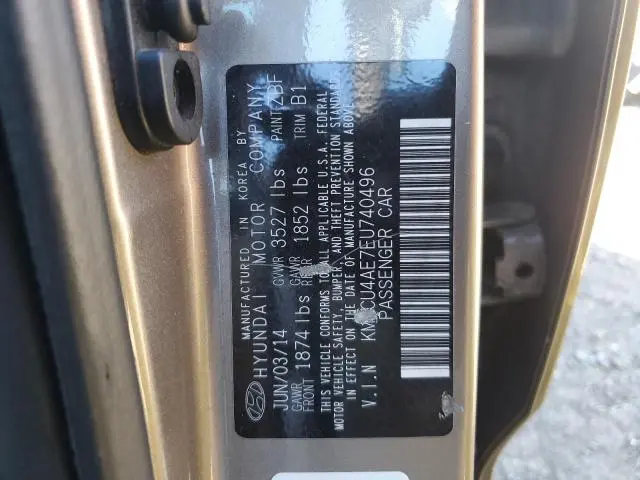 MANUFACTURED IN KOREA BY
HYUNDAI MOTOR COMPANY
JUN/03/14 GVWR 3527 lbs PAINT ZBF
GAWR FRONT 1874 lbs GAWR REAR 1852 lbs TRIM B1
THIS VEHICLE CONFORMS TO ALL APPLICABLE U.S.A. FEDERAL
MOTOR VEHICLE SAFETY, BUMPER, AND THEFT PREVENTION STANDARDS
IN EFFECT ON THE DATE OF MANUFACTURE SHOWN ABOVE.
V.I.N
PASSENGER CAR